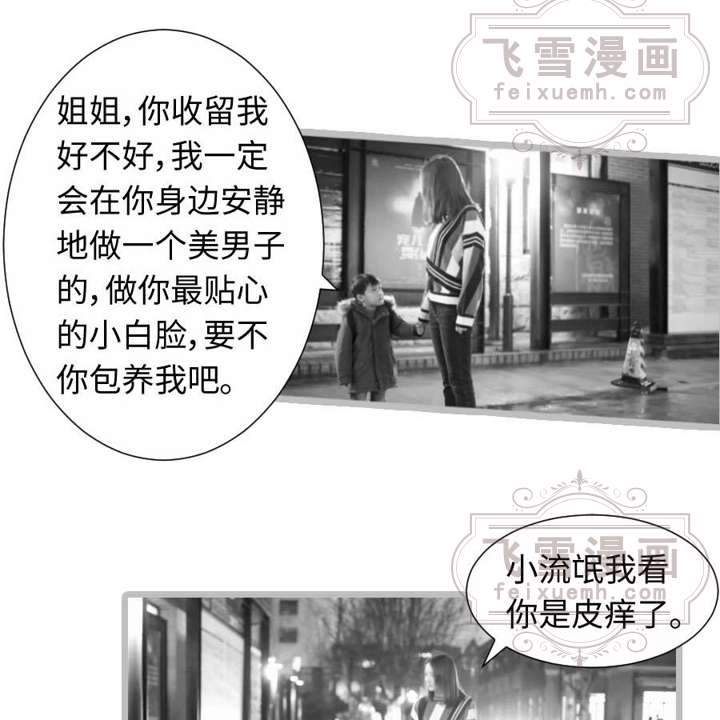 飞雪漫画
feixuemh.com
姐姐，你收留我
好不好，我一定
会在你身边安静
地做一个美男子
的，做你最贴心
的小白脸，要不
你包养我吧。
飞雪漫画
feixuemh.com
小流氓我看
你是皮痒了。